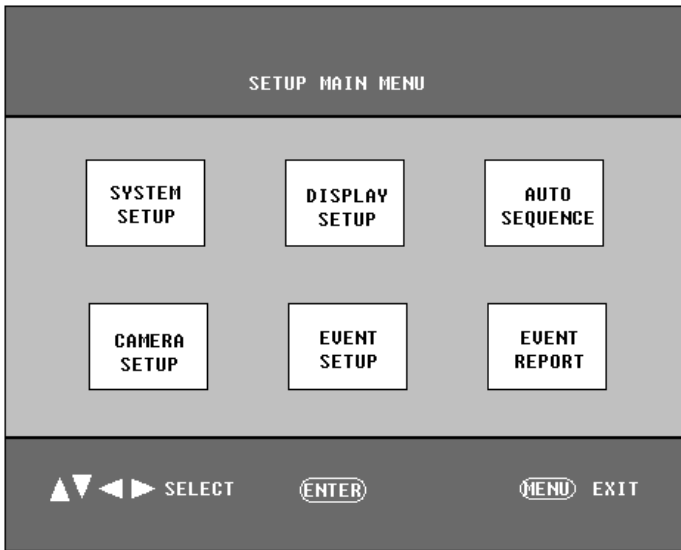 SETUP MAIN MENU
SYSTEM
SETUP
DISPLAY
SETUP
AUTO
SEQUENCE
CAMERA
SETUP
EVENT
SETUP
EVENT
REPORT
SELECT
ENTER
MENU EXIT